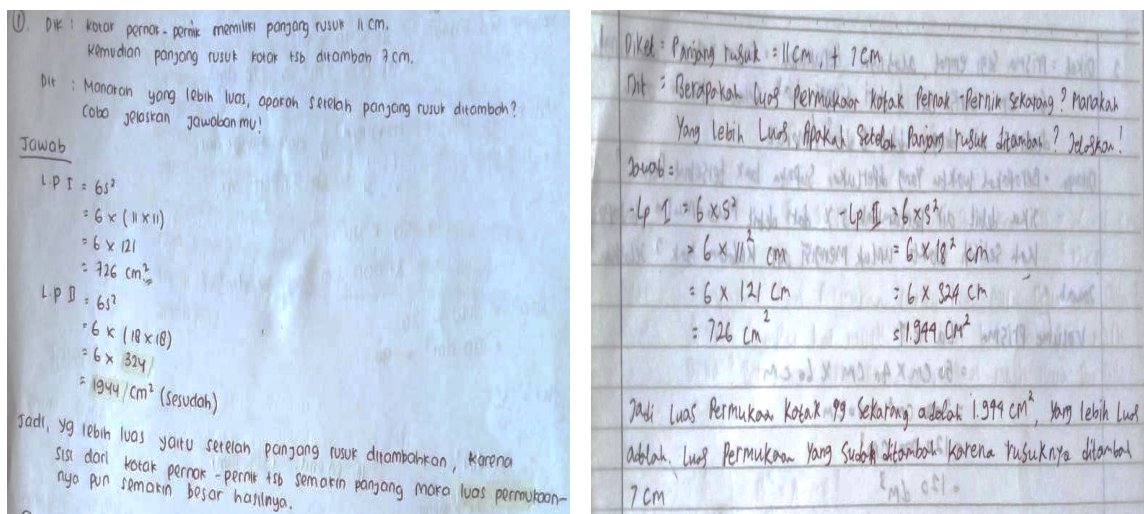 ①. Dik : Kotak pernak - pernik memiliki panjang rusuk 11 cm.
Kemudian panjang rusuk kotak tsb ditambah 7 cm.
Dit : Manakah yang lebih luas, apakah setelah panjang rusuk ditambah?
Coba jelaskan jawaban mu!
Jawab
L.P I = 6s²
= 6 x (11 x 11)
= 6 x 121
= 726 cm²
L.P II = 6s²
= 6 x (18 x 18)
= 6 x 324
= 1944 cm² (sesudah)
Jadi, yg lebih luas yaitu setelah panjang rusuk ditambahkan, karena
sisi dari kotak pernak - pernik tsb semakin panjang maka luas permukaan-
nya pun semakin besar hasilnya.
1 Diket = Panjang rusuk = 11 cm, + 7 cm
Dit = Berapakah luas permukaan kotak Pernak-Pernik sekarang? Manakah
Yang lebih Luas, Apakah setelah Panjang rusuk ditambah? Jelaskan!
Jawab =
-Lp I = 6 x s² -Lp II = 6 x s²
= 6 x 11² cm = 6 x 18² cm
= 6 x 121 cm = 6 x 324 cm
= 726 cm² = 1.944 cm²
Jadi luas Permukaan Kotak yg sekarang adalah 1.944 cm², yang lebih Luas
adalah luas Permukaan yang sudah ditambah karena rusuknya ditambah
7 cm